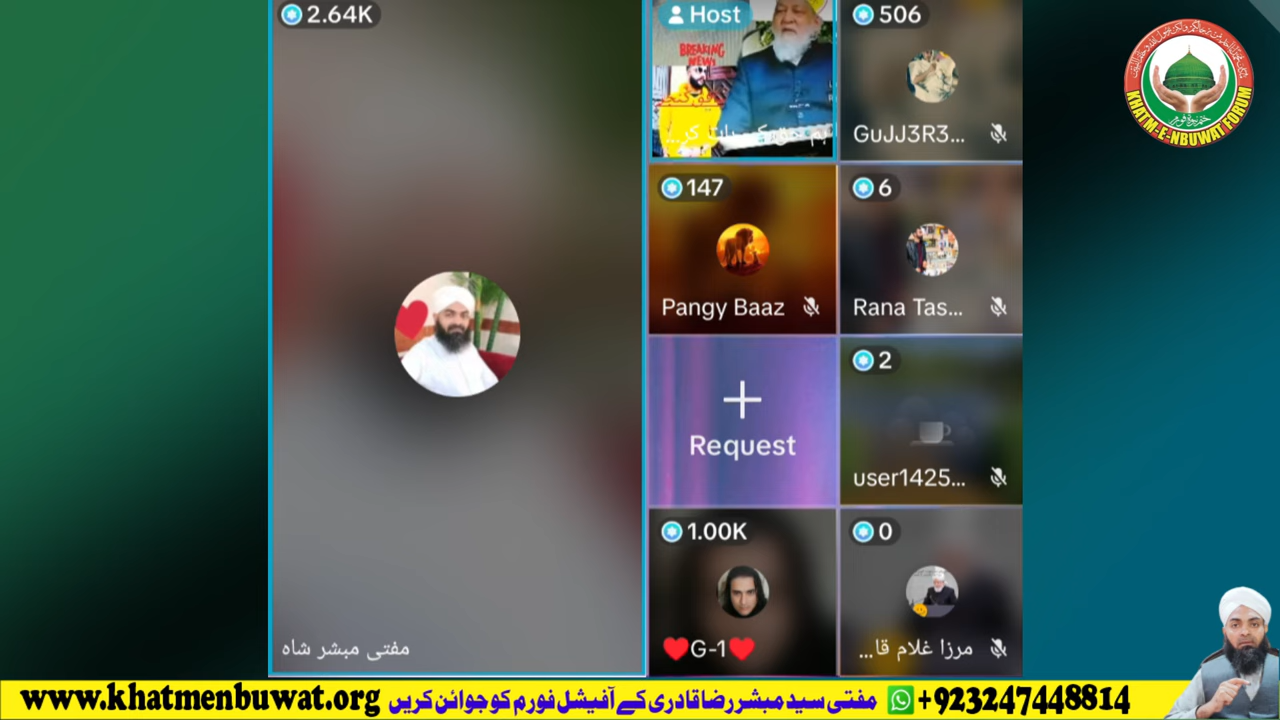 2.64K
Host
506
BREAKING
NEWS
GuJJ3R3...
147
6
Pangy Baaz
Rana Tas...
2
Request
user1425...
1.00K
0
❤️G-1❤️
مرزا غلام قا...
مفتی مبشر شاہ
KHATM-E-NBUWAT FORUM
www.khatmenbuwat.org مفتی سید مبشر رضا قادری کے آفیشل فورم کو جوائن کریں +923247448814